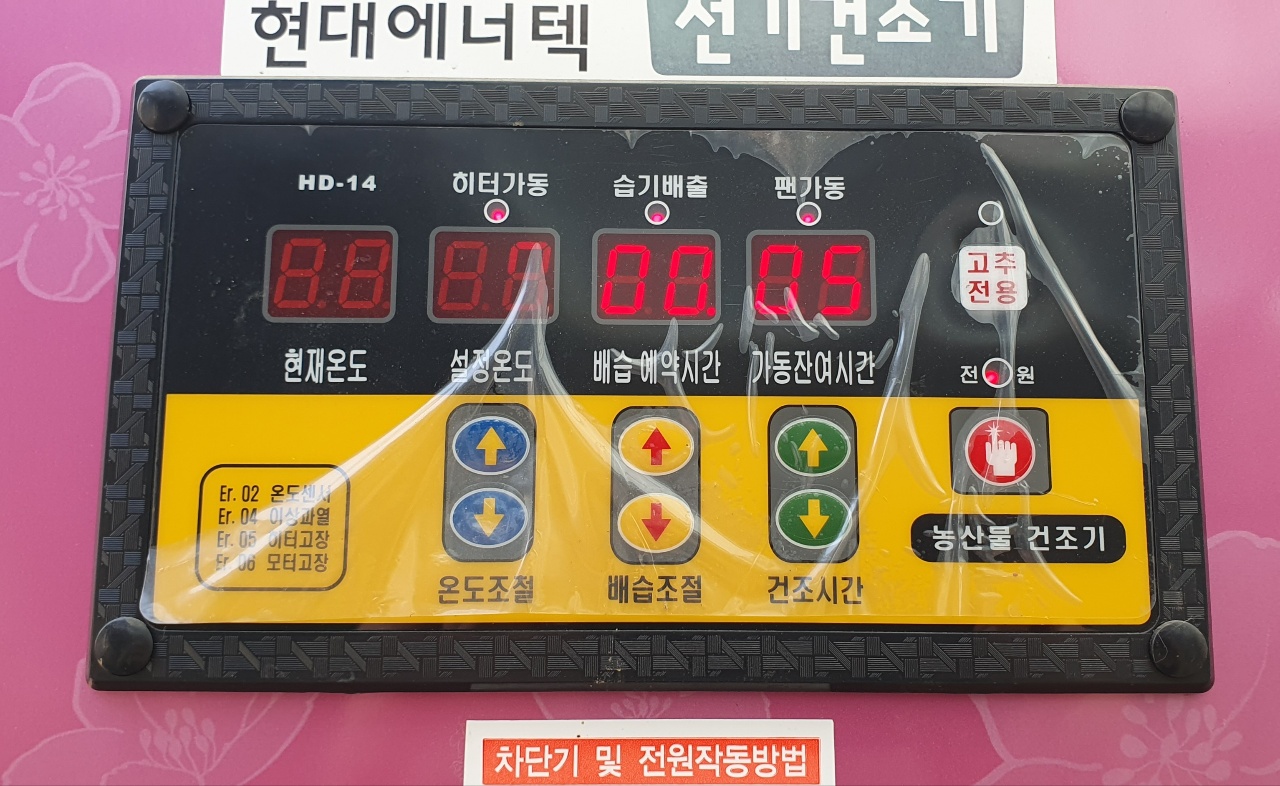 현대에너텍
전기건조기
HD-14
히터가동
습기배출
팬가동
00
05
고추
전용
현재온도
설정온도
배습 예약시간
가동잔여시간
전원
Er. 02 온도센서
Er. 04 이상과열
Er. 05 히터고장
Er. 06 모터고장
농산물 건조기
온도조절
배습조절
건조시간
차단기 및 전원작동방법